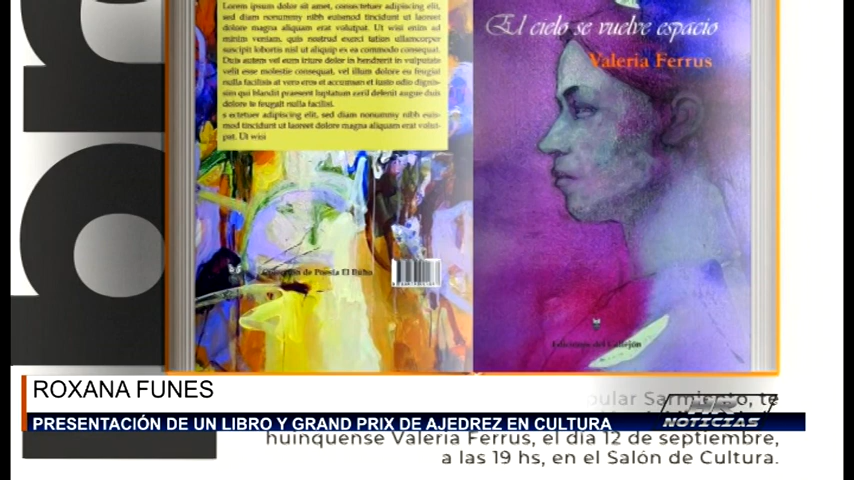 Lorem ipsum dolor sit amet, consectetuer adipiscing elit,
sed diam nonummy nibh euismod tincidunt ut laoreet
dolore magna aliquam erat volutpat. Ut wisi enim ad
minim veniam, quis nostrud exerci tation ullamcorper
suscipit lobortis nisl ut aliquip ex ea commodo consequat.
Duis autem vel eum iriure dolor in hendrerit in vulputate
velit esse molestie consequat, vel illum dolore eu feugiat
nulla facilisis at vero eros et accumsan et iusto odio dignis-
sim qui blandit praesent luptatum zzril delenit augue duis
dolore te feugait nulla facilisi.
s ectetuer adipiscing elit, sed diam nonummy nibh euis-
mod tincidunt ut laoreet dolore magna aliquam erat volut-
pat. Ut wisi
de Poesía El Búho
El cielo se vuelve espacio
Valeria Ferrus
Ediciones del Callejón
ROXANA FUNES
PRESENTACIÓN DE UN LIBRO Y GRAND PRIX DE AJEDREZ EN CULTURA
NOTICIAS
Sarmiento, te
huinquense Valeria Ferrus, el día 12 de septiembre,
a las 19 hs, en el Salón de Cultura.